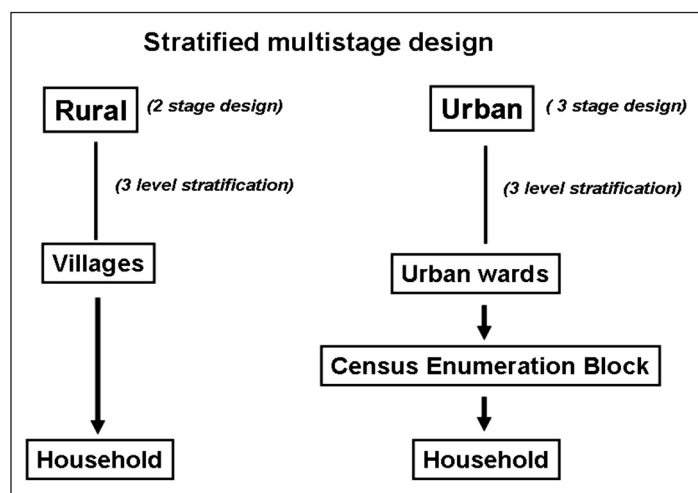 Stratified multistage design
Rural (2 stage design)
(3 level stratification)
Villages
Household
Urban ( 3 stage design)
(3 level stratification)
Urban wards
Census Enumeration Block
Household